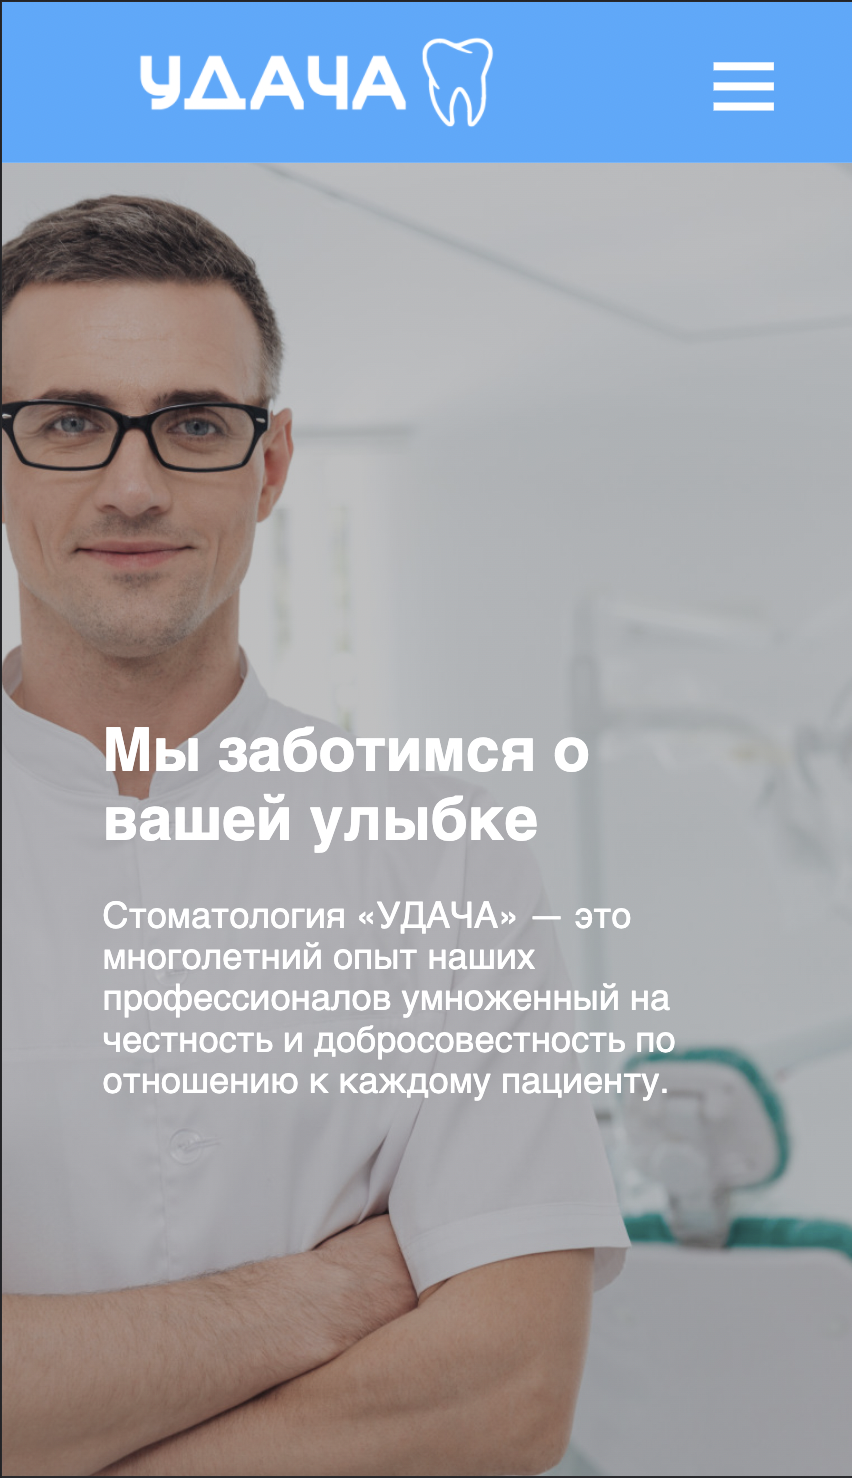 УДАЧА
Мы заботимся о
вашей улыбке
Стоматология «УДАЧА» — это
многолетний опыт наших
профессионалов умноженный на
честность и добросовестность по
отношению к каждому пациенту.